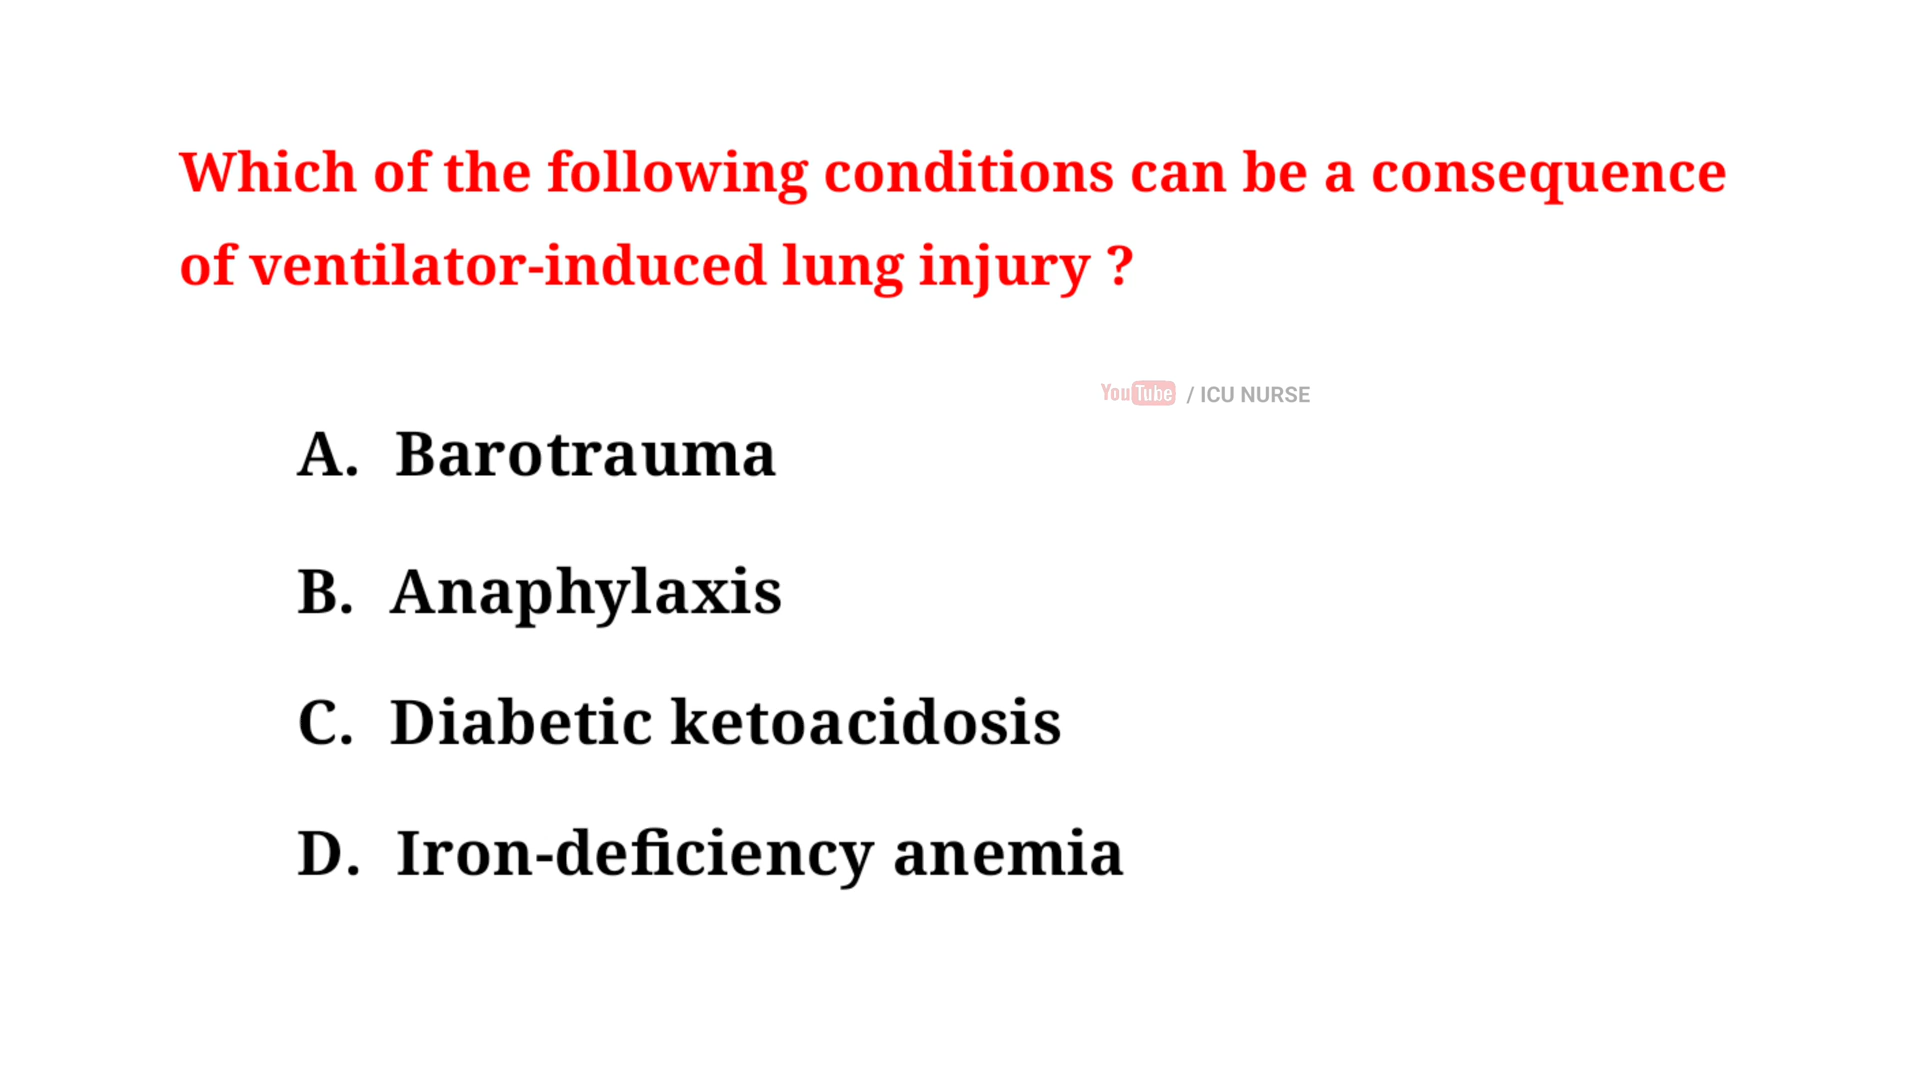 Which of the following conditions can be a consequence
of ventilator-induced lung injury ?
YouTube / ICU NURSE
A. Barotrauma
B. Anaphylaxis
C. Diabetic ketoacidosis
D. Iron-deficiency anemia